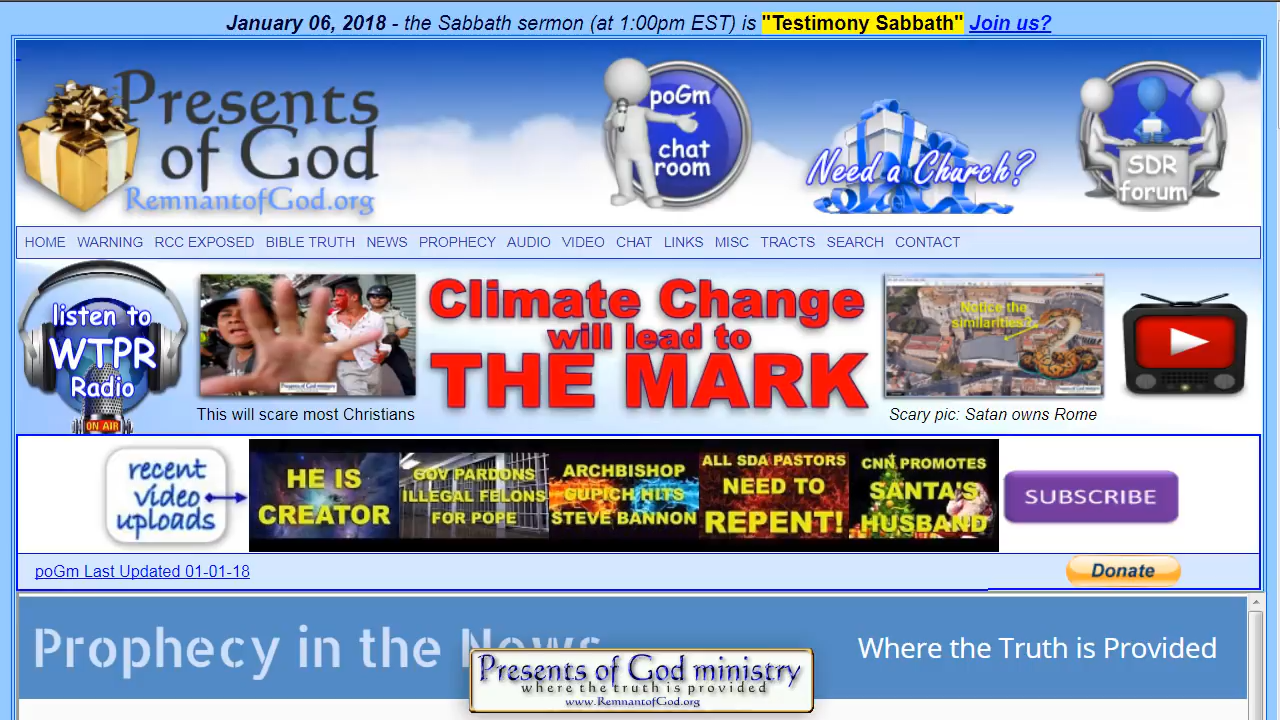 January 06, 2018 - the Sabbath sermon (at 1:00pm EST) is "Testimony Sabbath" Join us?
Presents
of God
RemnantofGod.org
poGm
chat
room
Need a Church?
SDR
forum
HOME WARNING RCC EXPOSED BIBLE TRUTH NEWS PROPHECY AUDIO VIDEO CHAT LINKS MISC TRACTS SEARCH CONTACT
listen to
WTPR
Radio
ON AIR
Presents of God ministry
This will scare most Christians
Climate Change
will lead to
THE MARK
Notice the
similarities?
Scary pic: Satan owns Rome
recent
video
uploads
HE IS
CREATOR
GOV PARDONS
ILLEGAL FELONS
FOR POPE
ARCHBISHOP
CUPICH HITS
STEVE BANNON
ALL SDA PASTORS
NEED TO
REPENT!
CNN PROMOTES
SANTA'S
HUSBAND
SUBSCRIBE
poGm Last Updated 01-01-18
Donate
Prophecy in the News
Where the Truth is Provided
Presents of God ministry
where the truth is provided
www.RemnantofGod.org